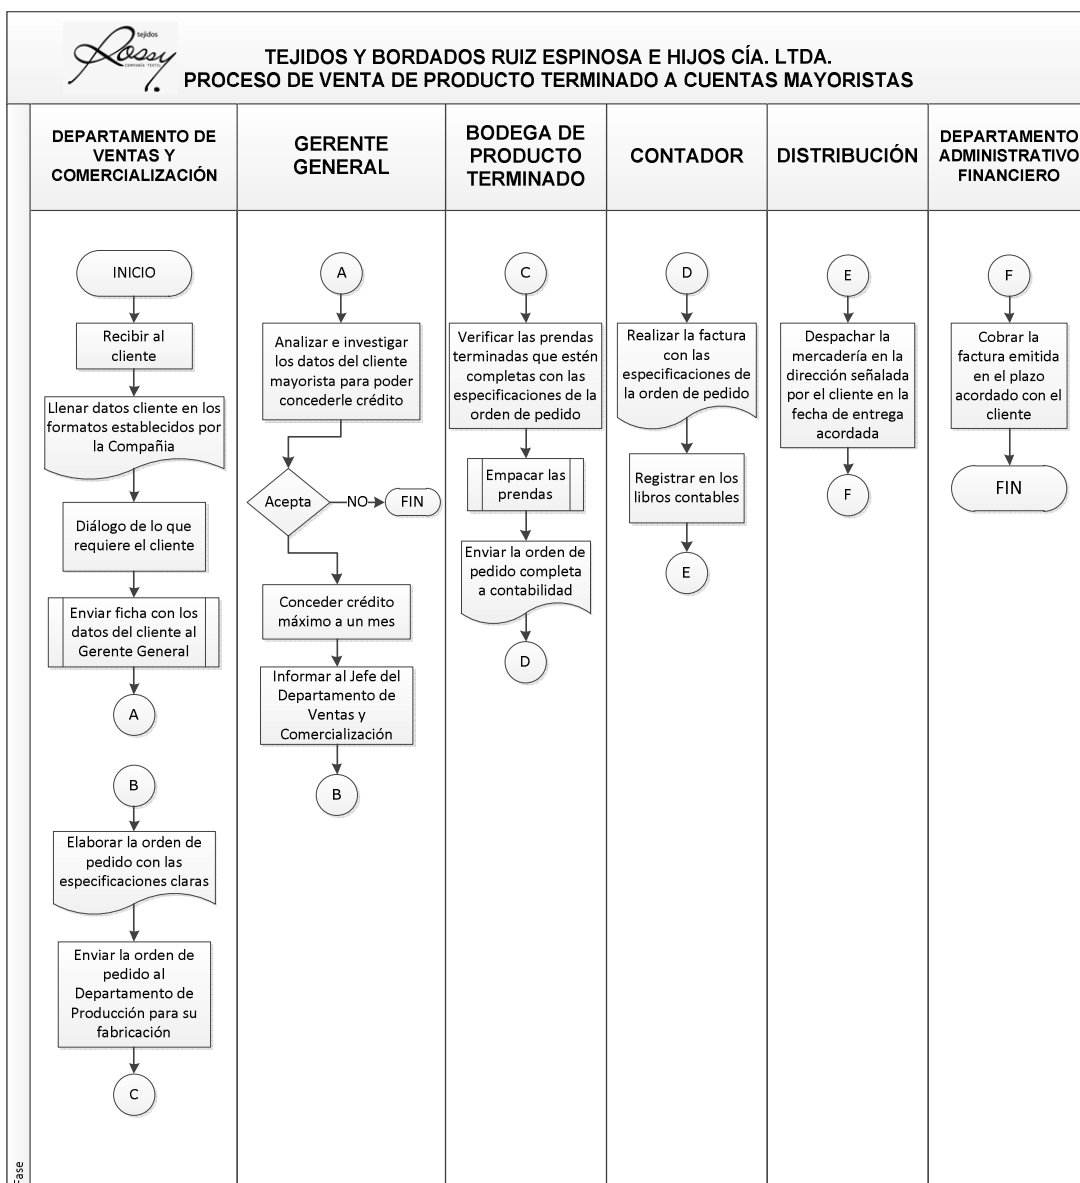 tejidos
Rossy
COMPAÑÍA TEXTIL
TEJIDOS Y BORDADOS RUIZ ESPINOSA E HIJOS CÍA. LTDA.
PROCESO DE VENTA DE PRODUCTO TERMINADO A CUENTAS MAYORISTAS
DEPARTAMENTO DE
VENTAS Y
COMERCIALIZACIÓN
GERENTE
GENERAL
BODEGA DE
PRODUCTO
TERMINADO
CONTADOR
DISTRIBUCIÓN
DEPARTAMENTO
ADMINISTRATIVO
FINANCIERO
INICIO
Recibir al
cliente
Llenar datos cliente en los
formatos establecidos por
la Compañia
Diálogo de lo que
requiere el cliente
Enviar ficha con los
datos del cliente al
Gerente General
A
B
Elaborar la orden de
pedido con las
especificaciones claras
Enviar la orden de
pedido al
Departamento de
Producción para su
fabricación
C
A
Analizar e investigar
los datos del cliente
mayorista para poder
concederle crédito
Acepta
NO
FIN
Conceder crédito
máximo a un mes
Informar al Jefe del
Departamento de
Ventas y
Comercialización
B
C
Verificar las prendas
terminadas que estén
completas con las
especificaciones de la
orden de pedido
Empacar las
prendas
Enviar la orden de
pedido completa
a contabilidad
D
D
Realizar la factura
con las
especificaciones de
la orden de pedido
Registrar en los
libros contables
E
E
Despachar la
mercadería en la
dirección señalada
por el cliente en la
fecha de entrega
acordada
F
F
Cobrar la
factura emitida
en el plazo
acordado con el
cliente
FIN
Fase